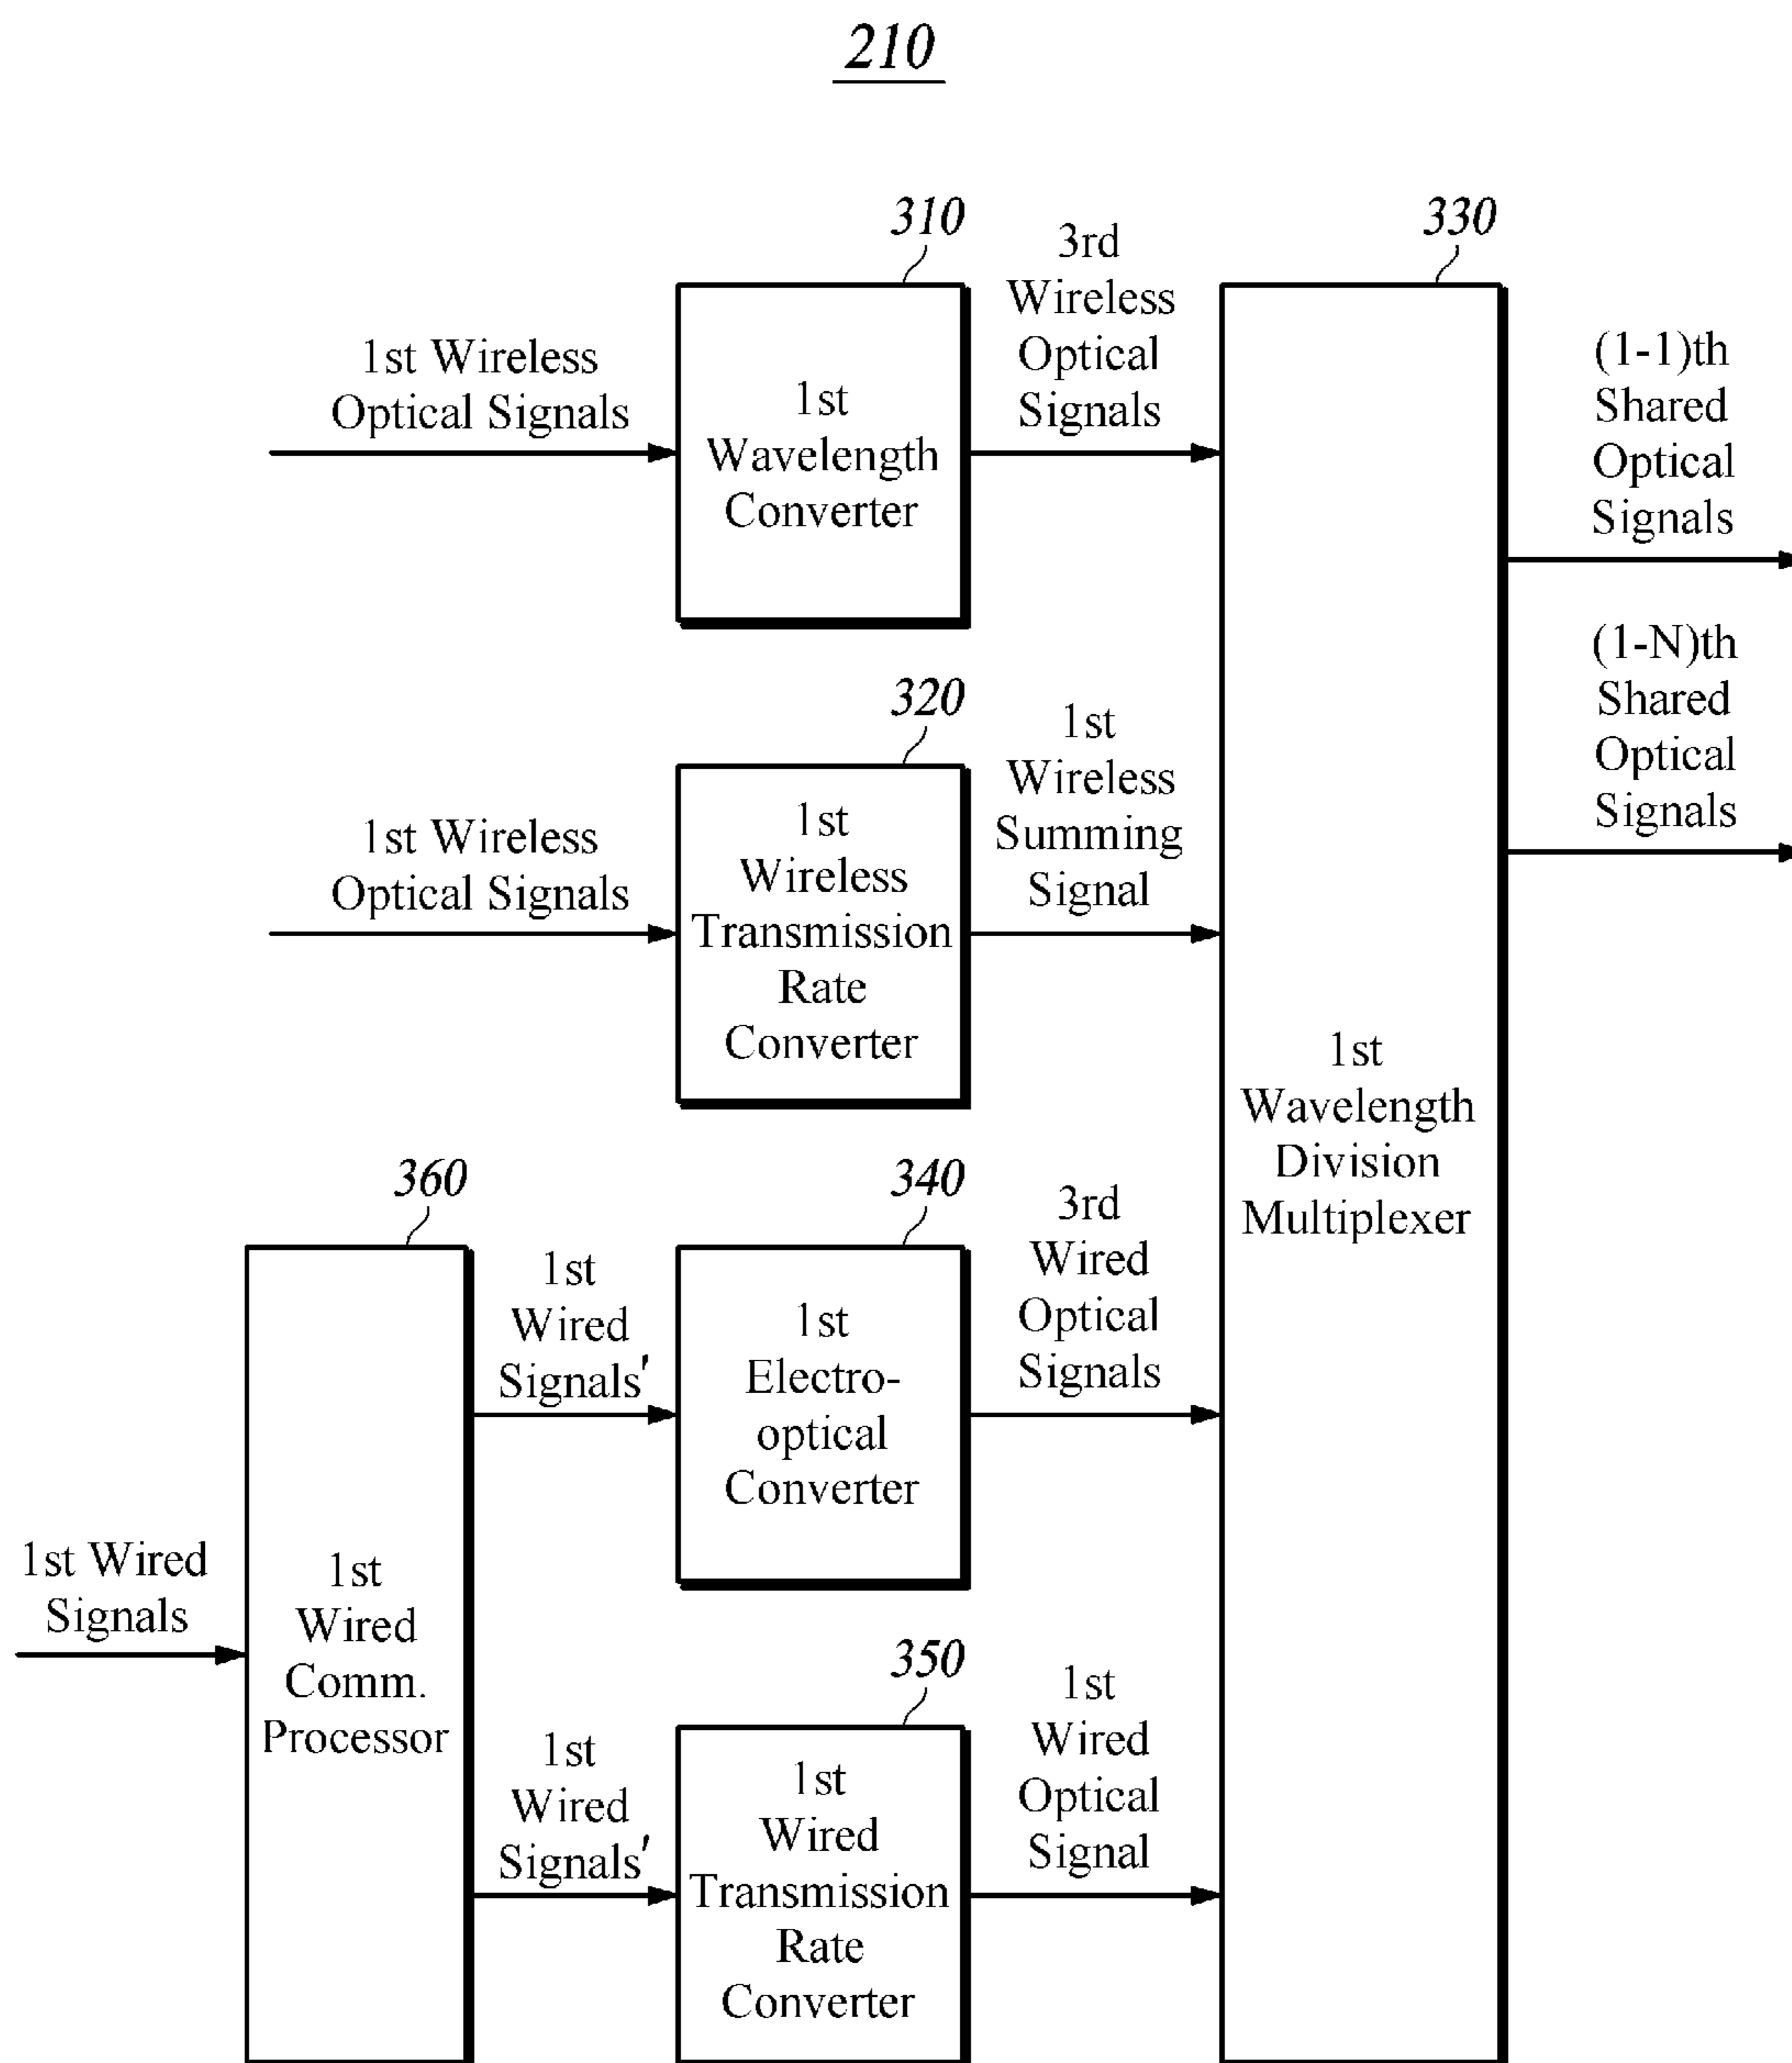 210
310
3rd
Wireless
Optical
Signals
330
1st Wireless
Optical Signals
1st
Wavelength
Converter
(1-1)th
Shared
Optical
Signals
(1-N)th
Shared
Optical
Signals
320
1st
Wireless
Summing
Signal
1st Wireless
Optical Signals
1st
Wireless
Transmission
Rate
Converter
1st
Wavelength
Division
Multiplexer
360
1st
Wired
Signals'
340
1st
Electro-
optical
Converter
3rd
Wired
Optical
Signals
1st Wired
Signals
1st
Wired
Comm.
Processor
1st
Wired
Signals'
350
1st
Wired
Transmission
Rate
Converter
1st
Wired
Optical
Signal